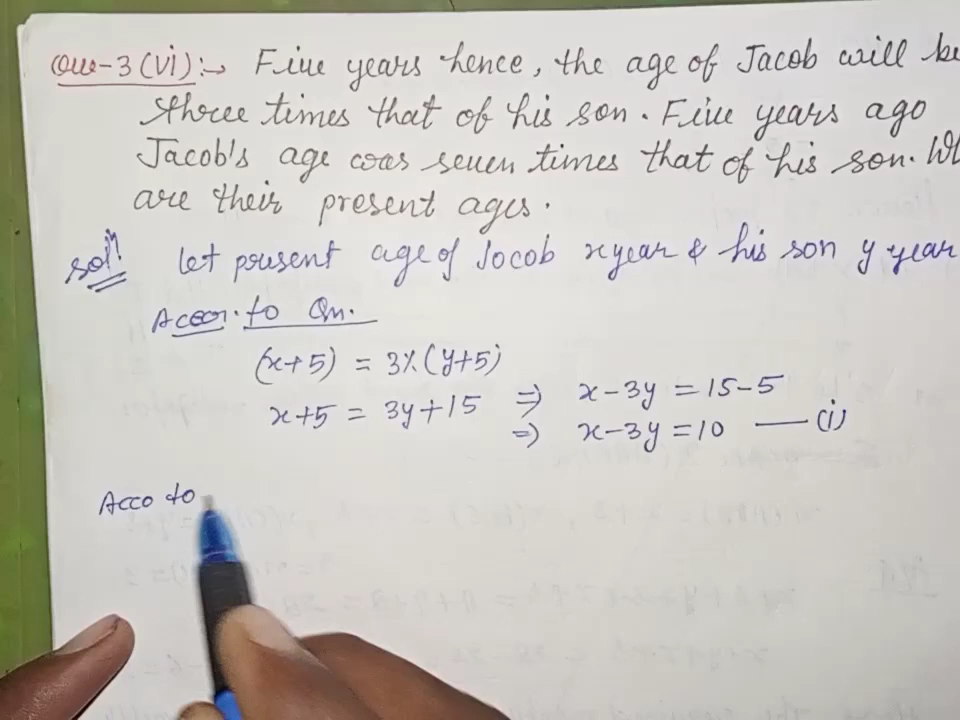 Que-3(vi):→ Five years hence, the age of Jacob will be
three times that of his son. Five years ago
Jacob's age was seven times that of his son.
are their present ages.
Solⁿ let present age of Jocob x year & his son y year
Accor. to Qn.
(x+5) = 3×(y+5)
x+5 = 3y+15 ⇒ x-3y = 15-5
⇒ x-3y = 10 —(i)
Acco to